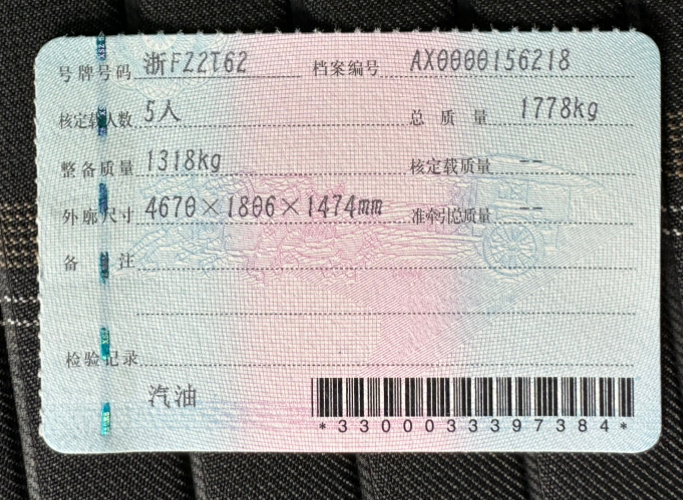 号牌号码 浙FZ2T62 档案编号 AX0000156218
核定载人数 5人 总质量 1778kg
整备质量 1318kg 核定载质量 --
外廓尺寸 4670×1806×1474mm 准牵引总质量 --
备注
检验记录
汽油
*3300033397384*